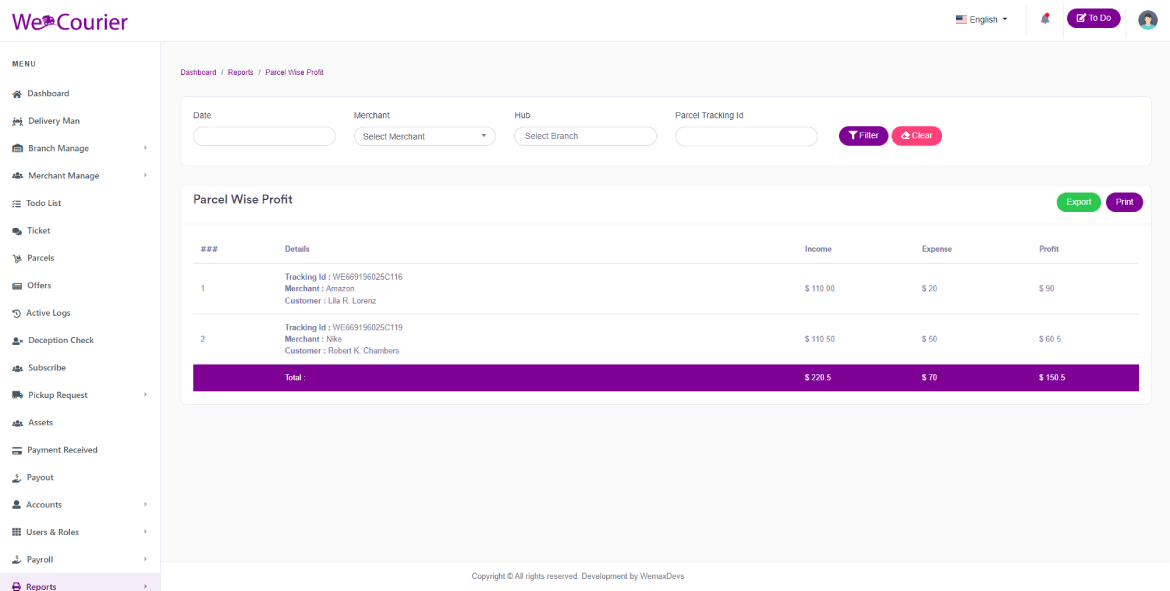 We Courier
English
To Do
MENU
Dashboard
Delivery Man
Branch Manage
Merchant Manage
Todo List
Ticket
Parcels
Offers
Active Logs
Deception Check
Subscribe
Pickup Request
Assets
Payment Received
Payout
Accounts
Users & Roles
Payroll
Reports
Dashboard / Reports / Parcel Wise Profit
Date Merchant Hub Parcel Tracking Id
Select Merchant Select Branch Filter Clear
Parcel Wise Profit
Export Print
### Details Income Expense Profit
Tracking Id : WE669196025C116
1 Merchant : Amazon $ 110.00 $ 20 $ 90
Customer : Lila R. Lorenz
Tracking Id : WE669196025C119
2 Merchant : Nike $ 110.50 $ 50 $ 60.5
Customer : Robert K. Chambers
Total : $ 220.5 $ 70 $ 150.5
Copyright © All rights reserved. Development by WemaxDevs